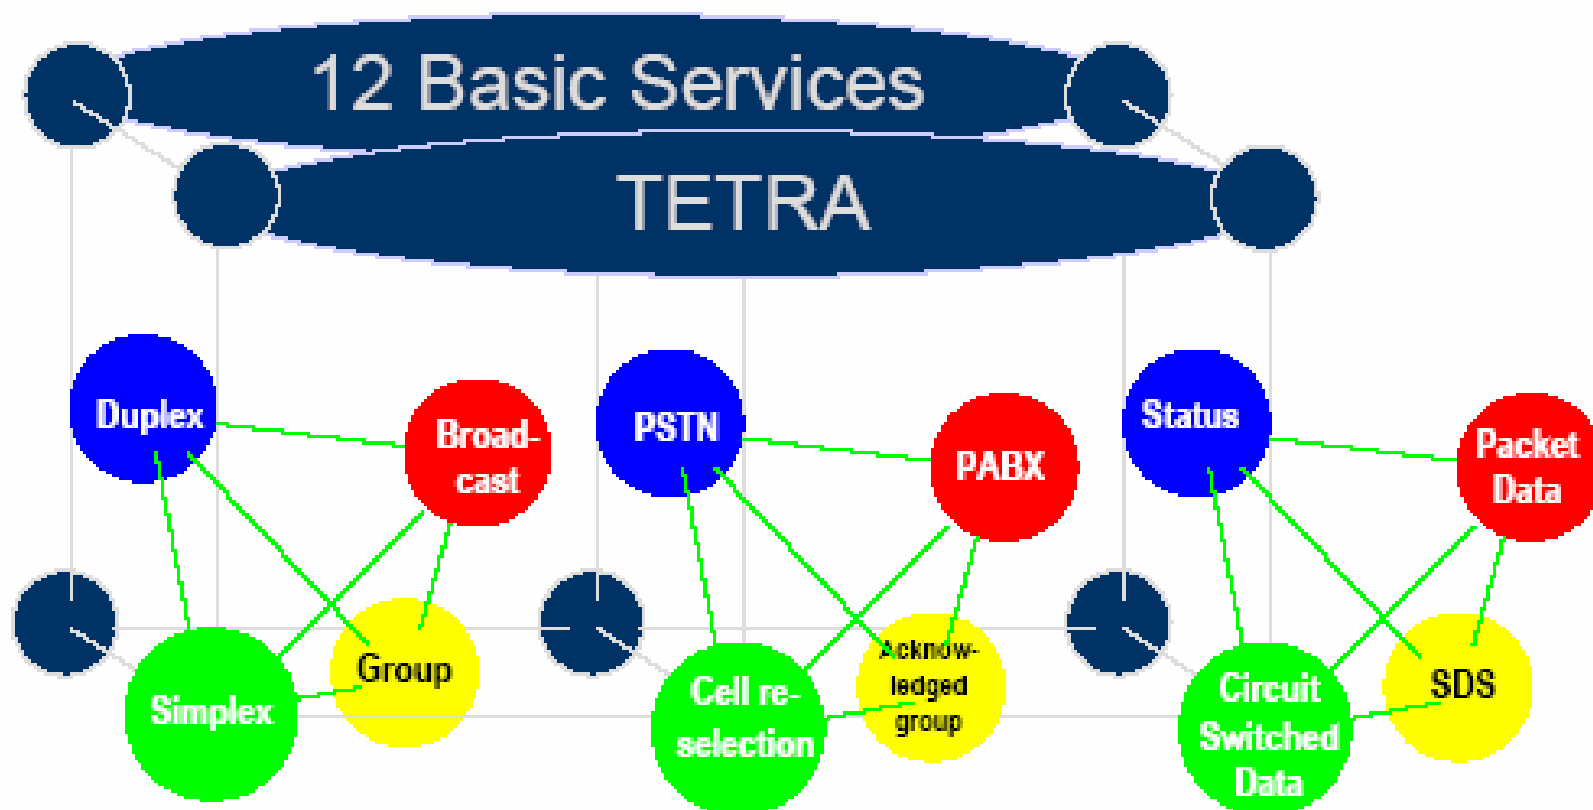 12 Basic Services
TETRA
Duplex
Broad-
cast
Simplex
Group
PSTN
PABX
Cell re-
selection
Acknow-
ledged
group
Status
Packet
Data
Circuit
Switched
Data
SDS